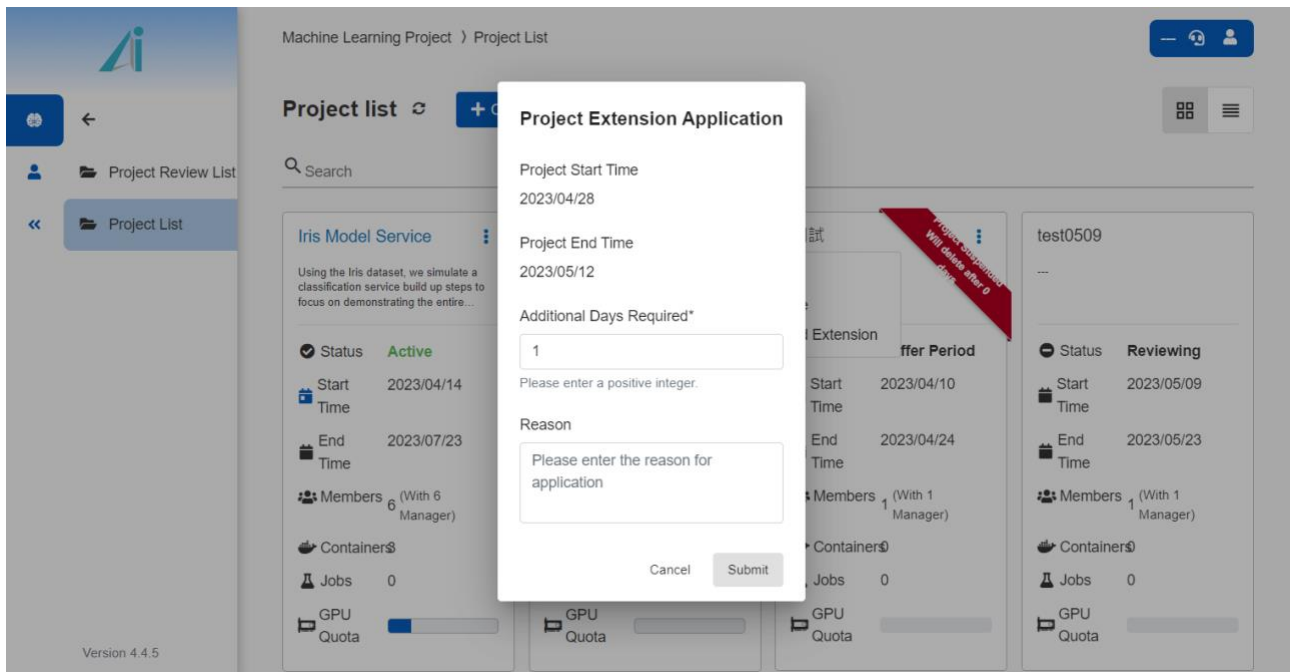 Ai
Machine Learning Project 〉 Project List
Project list
Project Review List
Project List
Search
Iris Model Service
Using the Iris dataset, we simulate a
classification service build up steps to
focus on demonstrating the entire...
Status Active
Start
Time
2023/04/14
End
Time
2023/07/23
Members 6 (With 6
Manager)
Containers 3
Jobs 0
GPU
Quota
Project Extension Application
Project Start Time
2023/04/28
Project End Time
2023/05/12
Additional Days Required*
1
Please enter a positive integer.
Reason
Please enter the reason for
application
Cancel Submit
GPU
Quota
試
Project Suspended
Will delete after 0
days
Extension
ffer Period
Start
Time
2023/04/10
End
Time
2023/04/24
Members 1 (With 1
Manager)
Containers 0
Jobs 0
GPU
Quota
test0509
---
Status Reviewing
Start
Time
2023/05/09
End
Time
2023/05/23
Members 1 (With 1
Manager)
Containers 0
Jobs 0
GPU
Quota
Version 4.4.5